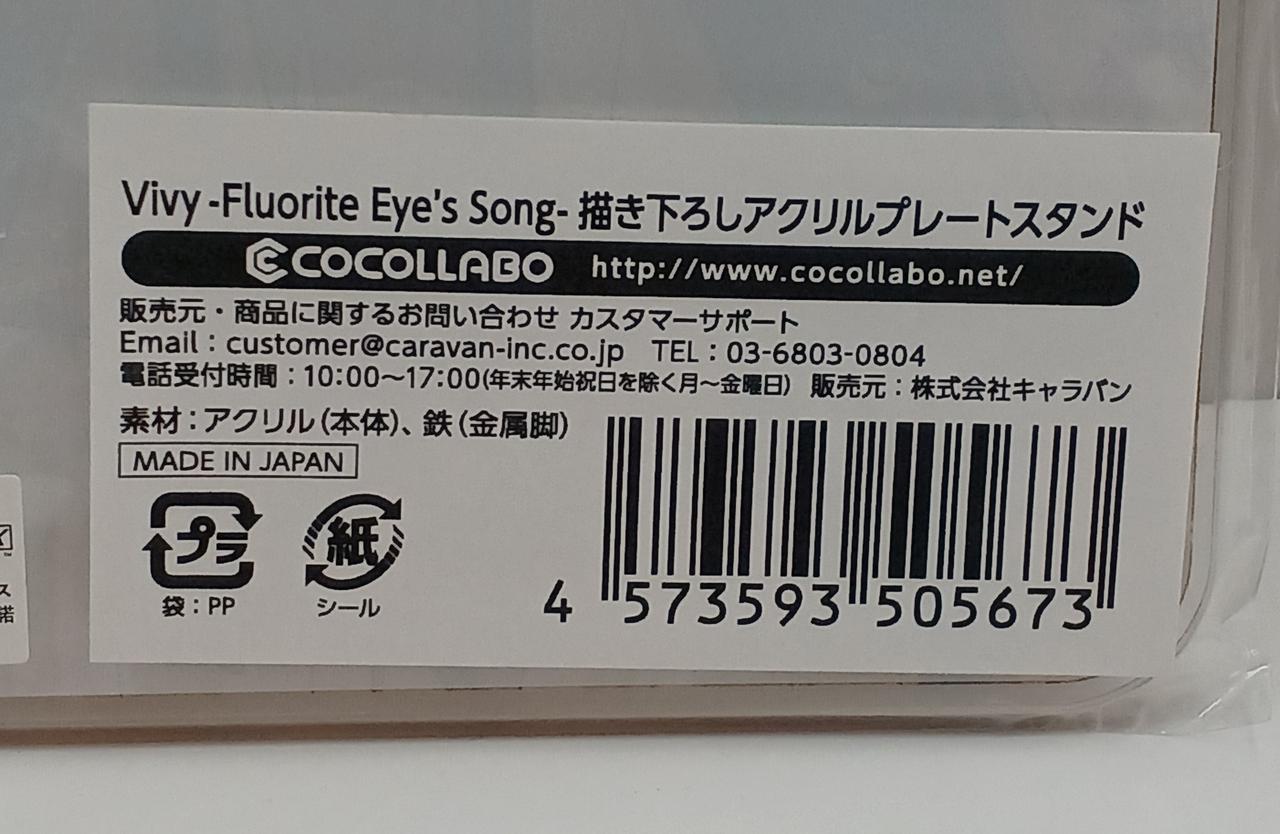 Vivy -Fluorite Eye's Song- 描き下ろしアクリルプレートスタンド
COCOLLABO http://www.cocollabo.net/
販売元・商品に関するお問い合わせ カスタマーサポート
Email：customer@caravan-inc.co.jp TEL：03-6803-0804
電話受付時間：10:00〜17:00(年末年始祝日を除く月〜金曜日) 販売元：株式会社キャラバン
素材：アクリル(本体)、鉄(金属脚)
MADE IN JAPAN
プラ 紙
袋：PP シール
4 573593 505673
ス
諾